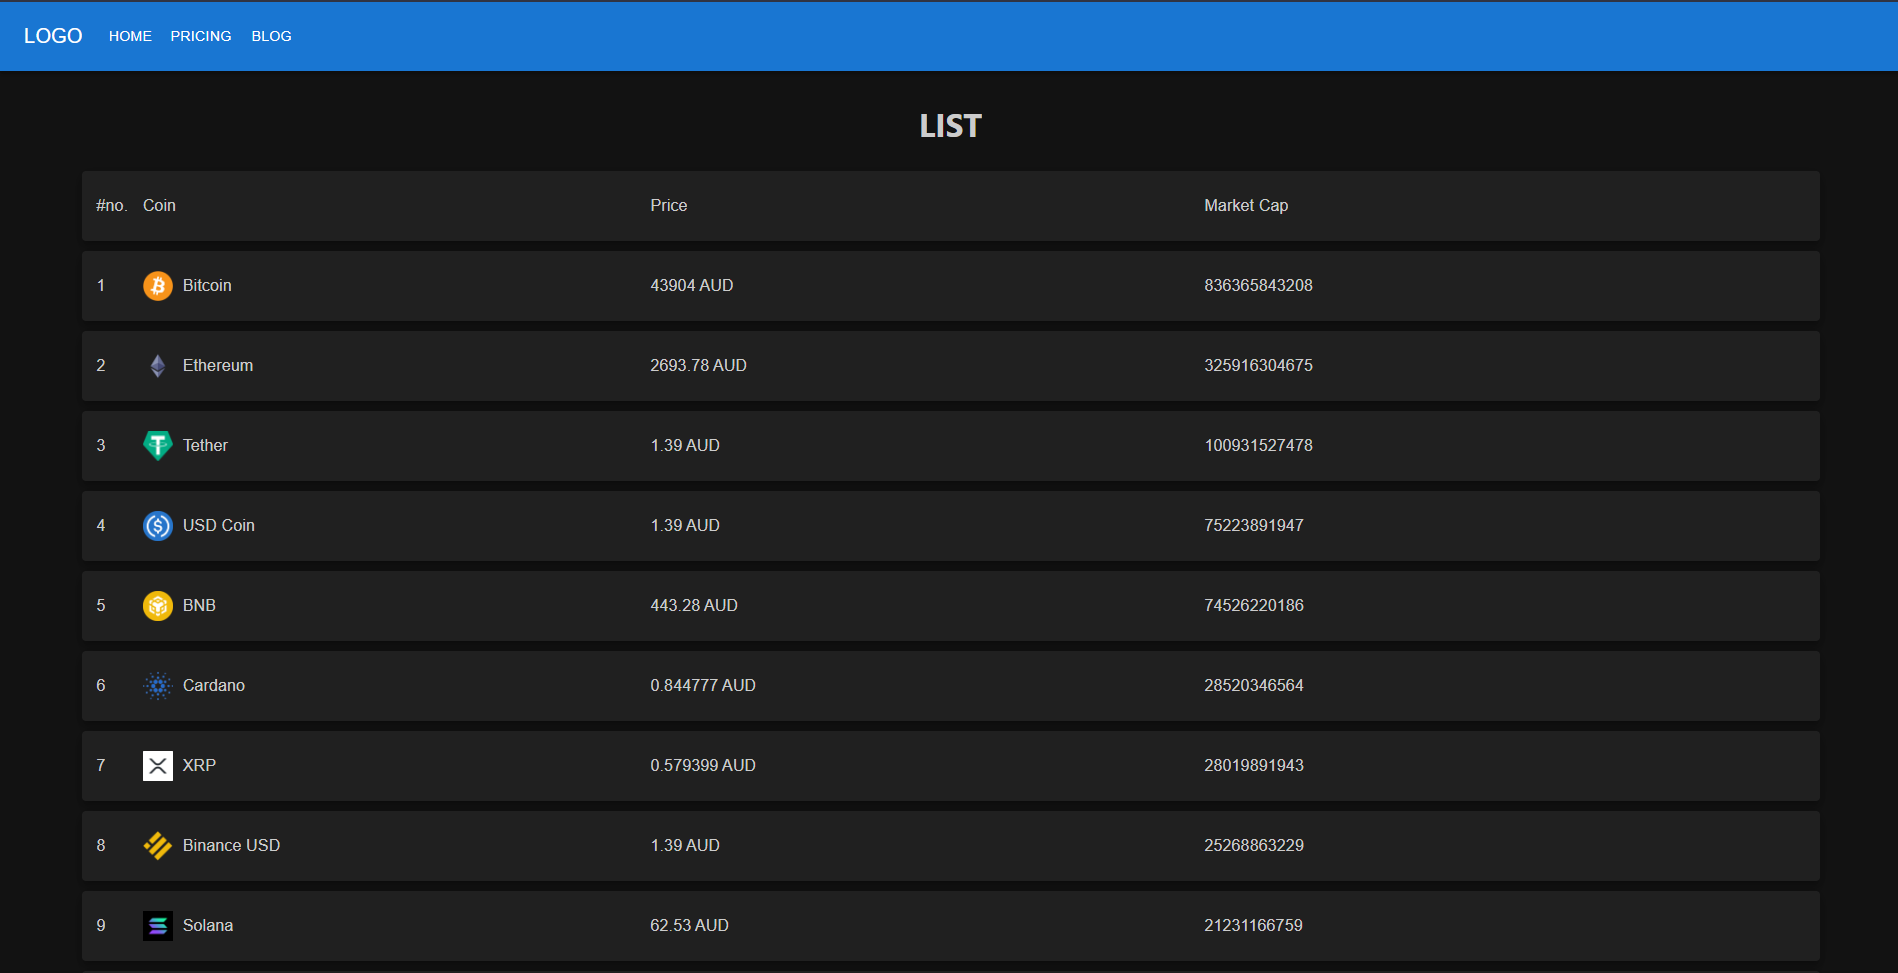 LOGO HOME PRICING BLOG
LIST
#no. Coin Price Market Cap
1 Bitcoin 43904 AUD 836365843208
2 Ethereum 2693.78 AUD 325916304675
3 Tether 1.39 AUD 100931527478
4 USD Coin 1.39 AUD 75223891947
5 BNB 443.28 AUD 74526220186
6 Cardano 0.844777 AUD 28520346564
7 XRP 0.579399 AUD 28019891943
8 Binance USD 1.39 AUD 25268863229
9 Solana 62.53 AUD 21231166759